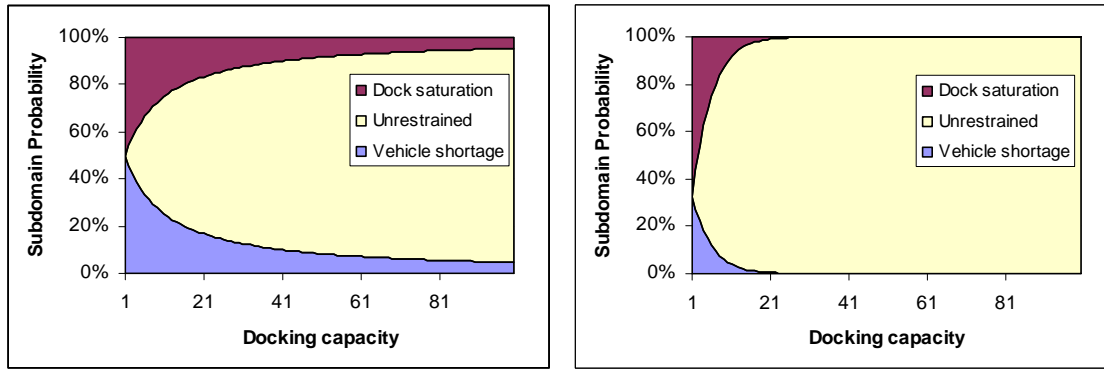 Subdomain Probability
100%
80%
60%
40%
20%
0%
Dock saturation
Unrestrained
Vehicle shortage
1 21 41 61 81
Docking capacity
Subdomain Probability
100%
80%
60%
40%
20%
0%
Dock saturation
Unrestrained
Vehicle shortage
1 21 41 61 81
Docking capacity